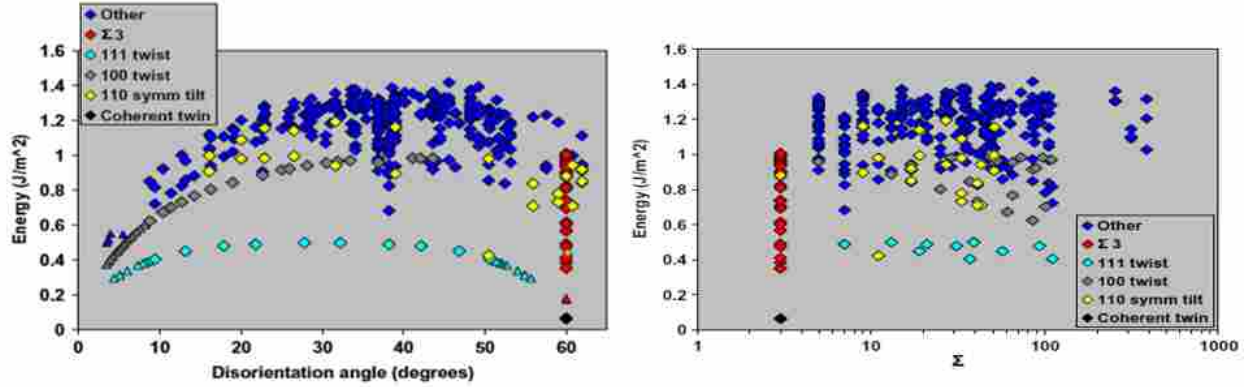 Other
Σ 3
111 twist
100 twist
110 symm tilt
Coherent twin
1.6
1.4
1.2
1
0.8
0.6
0.4
0.2
0
Energy (J/m^2)
0 10 20 30 40 50 60
Disorientation angle (degrees)
1.6
1.4
1.2
1
0.8
0.6
0.4
0.2
0
Energy (J/m^2)
Other
Σ 3
111 twist
100 twist
110 symm tilt
Coherent twin
1 10 100 1000
Σ